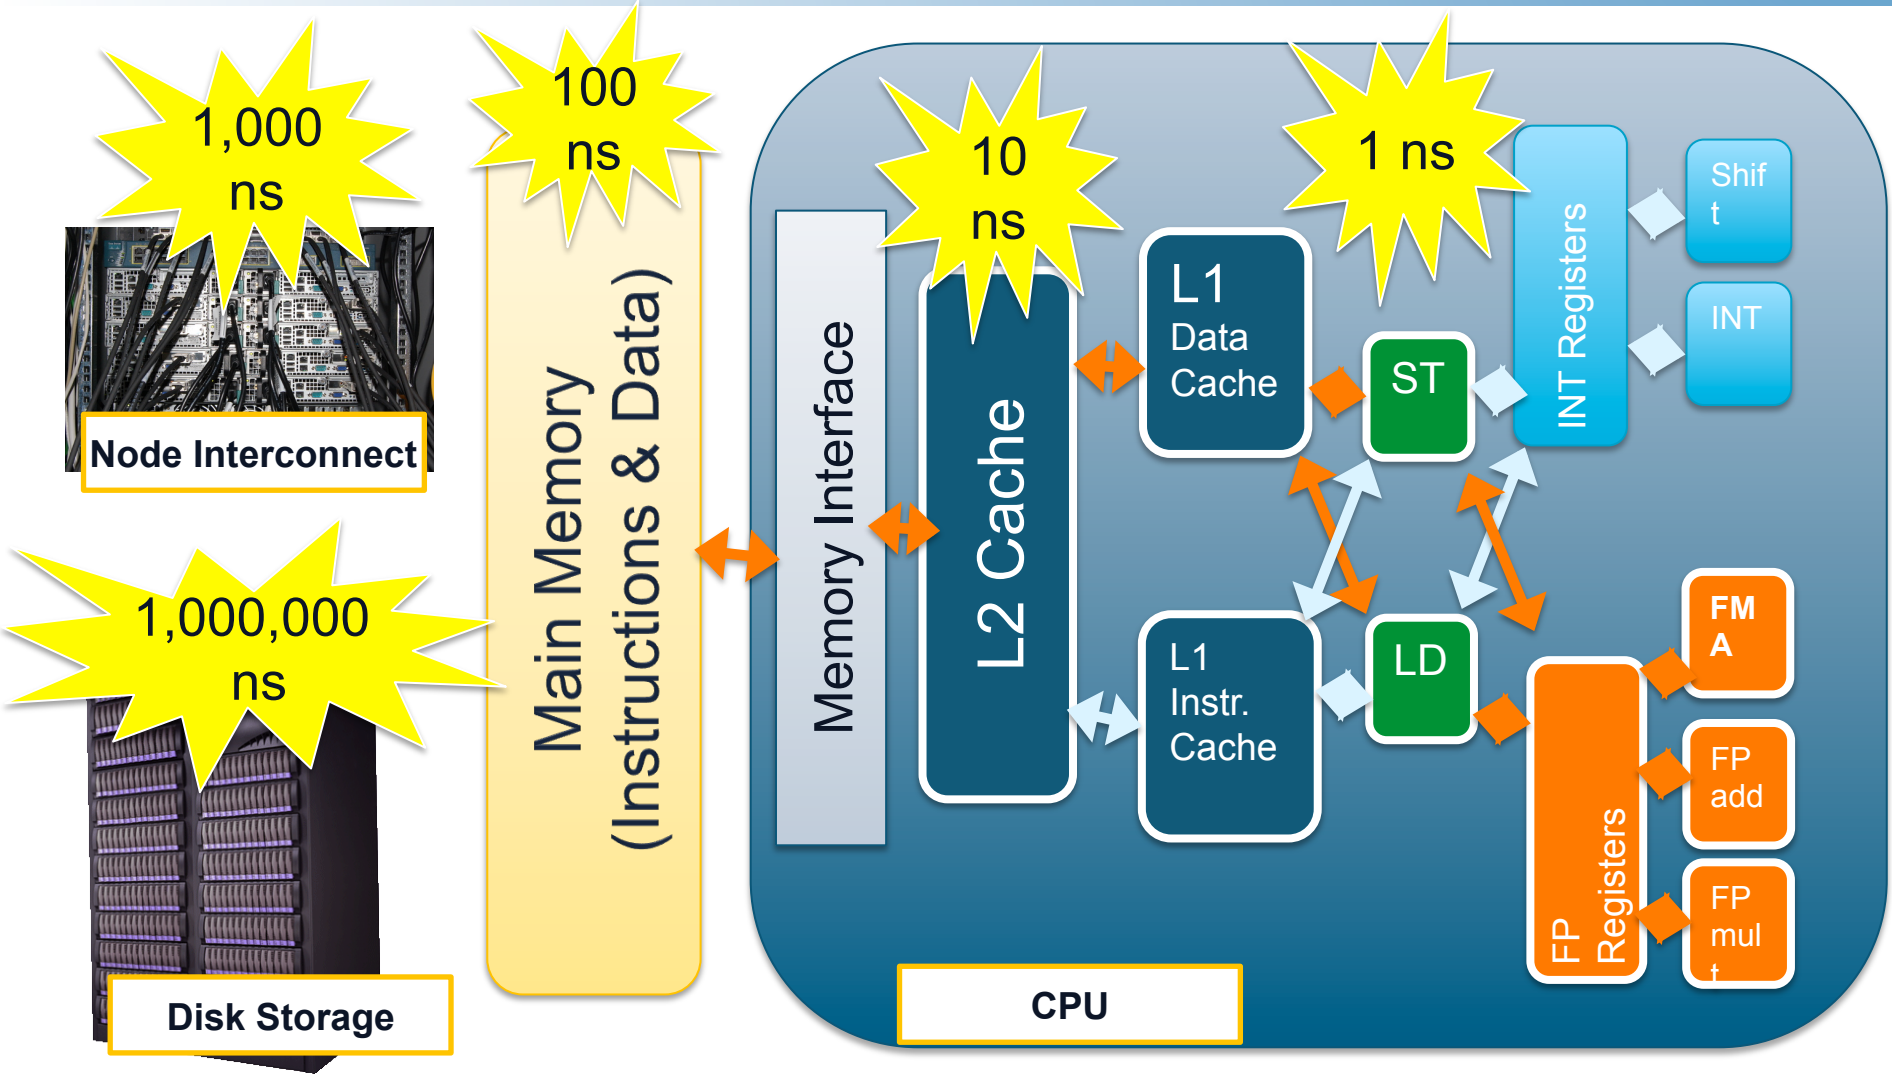 1,000
ns
Node Interconnect
1,000,000
ns
Disk Storage
100
ns
Main Memory
(Instructions & Data)
Memory Interface
10
ns
L2 Cache
L1
Data
Cache
L1
Instr.
Cache
1 ns
ST
LD
INT Registers
Shif
t
INT
FP
Registers
FM
A
FP
add
FP
mul
t
CPU